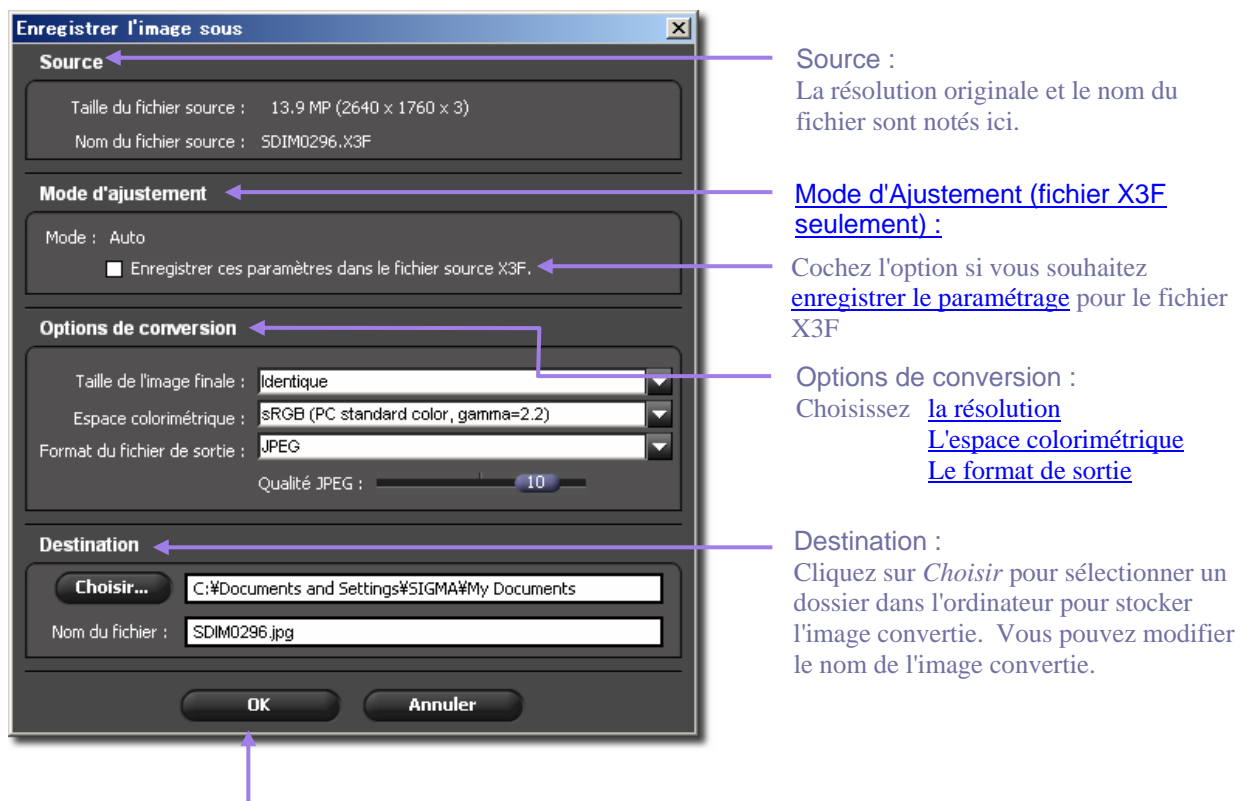 Enregistrer l'image sous
Source
Taille du fichier source : 13.9 MP (2640 x 1760 x 3)
Nom du fichier source : SDIM0296.X3F
Mode d'ajustement
Mode : Auto
Enregistrer ces paramètres dans le fichier source X3F.
Options de conversion
Taille de l'image finale : Identique
Espace colorimétrique : sRGB (PC standard color, gamma=2.2)
Format du fichier de sortie : JPEG
Qualité JPEG : 10
Destination
Choisir... C:¥Documents and Settings¥SIGMA¥My Documents
Nom du fichier : SDIM0296.jpg
OK Annuler
Source :
La résolution originale et le nom du
fichier sont notés ici.
Mode d'Ajustement (fichier X3F
seulement) :
Cochez l'option si vous souhaitez
enregistrer le paramétrage pour le fichier
X3F
Options de conversion :
Choisissez la résolution
L'espace colorimétrique
Le format de sortie
Destination :
Cliquez sur Choisir pour sélectionner un
dossier dans l'ordinateur pour stocker
l'image convertie. Vous pouvez modifier
le nom de l'image convertie.